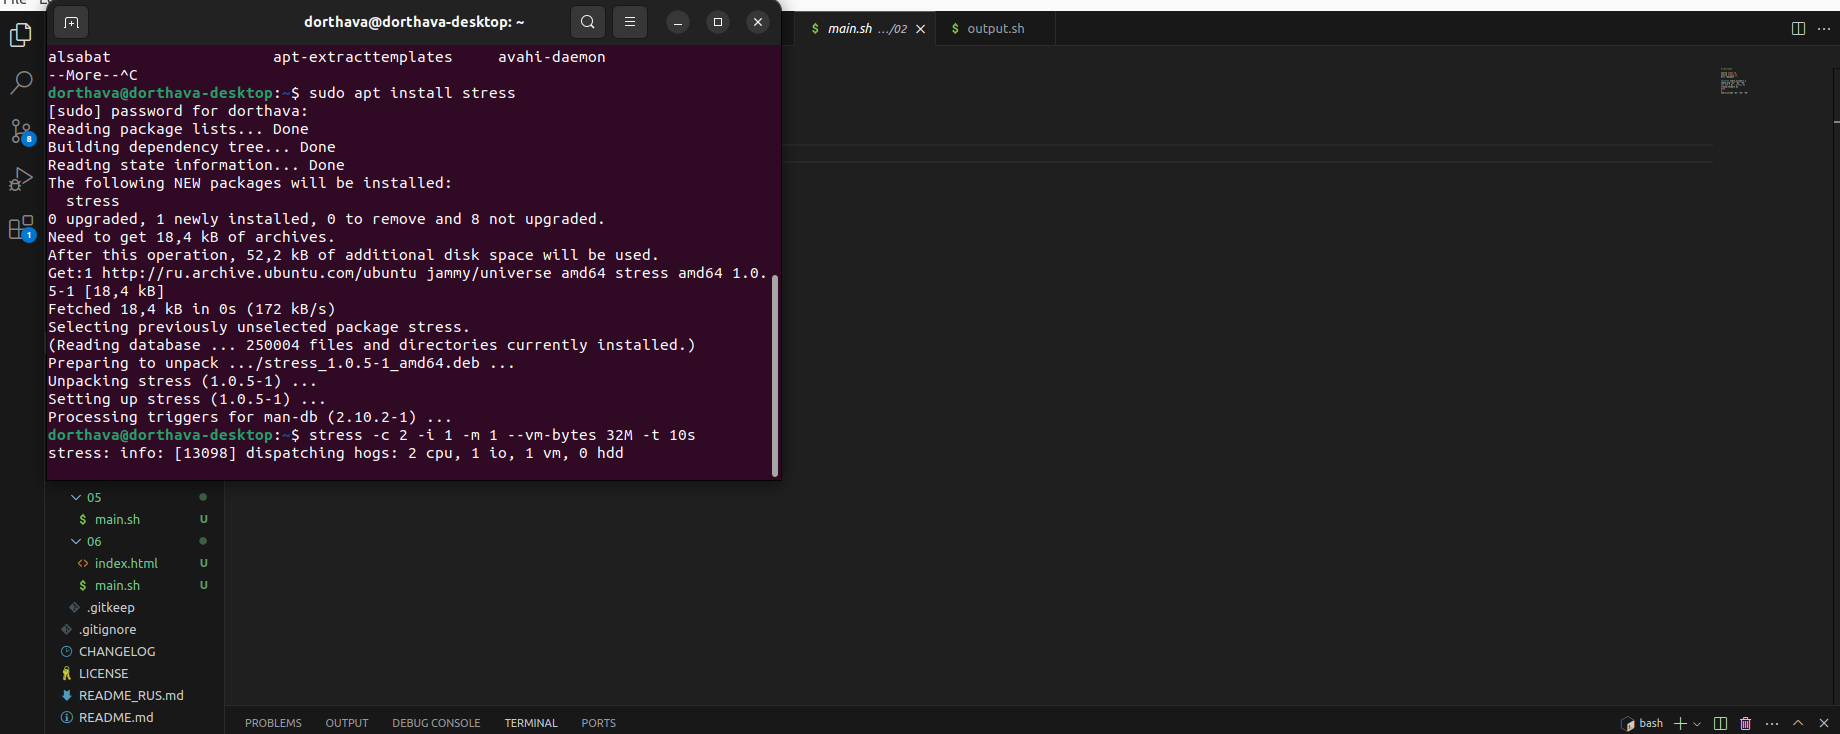 dorthava@dorthava-desktop: ~
main.sh .../02
output.sh
alsabat apt-extracttemplates avahi-daemon
--More--^C
dorthava@dorthava-desktop:~$ sudo apt install stress
[sudo] password for dorthava:
Reading package lists... Done
Building dependency tree... Done
Reading state information... Done
The following NEW packages will be installed:
stress
0 upgraded, 1 newly installed, 0 to remove and 8 not upgraded.
Need to get 18,4 kB of archives.
After this operation, 52,2 kB of additional disk space will be used.
Get:1 http://ru.archive.ubuntu.com/ubuntu jammy/universe amd64 stress amd64 1.0.
5-1 [18,4 kB]
Fetched 18,4 kB in 0s (172 kB/s)
Selecting previously unselected package stress.
(Reading database ... 250004 files and directories currently installed.)
Preparing to unpack .../stress_1.0.5-1_amd64.deb ...
Unpacking stress (1.0.5-1) ...
Setting up stress (1.0.5-1) ...
Processing triggers for man-db (2.10.2-1) ...
dorthava@dorthava-desktop:~$ stress -c 2 -i 1 -m 1 --vm-bytes 32M -t 10s
stress: info: [13098] dispatching hogs: 2 cpu, 1 io, 1 vm, 0 hdd
8
1
05
$ main.sh U
06
<> index.html U
$ main.sh U
.gitkeep
.gitignore
CHANGELOG
LICENSE
README_RUS.md
README.md
PROBLEMS OUTPUT DEBUG CONSOLE TERMINAL PORTS
bash